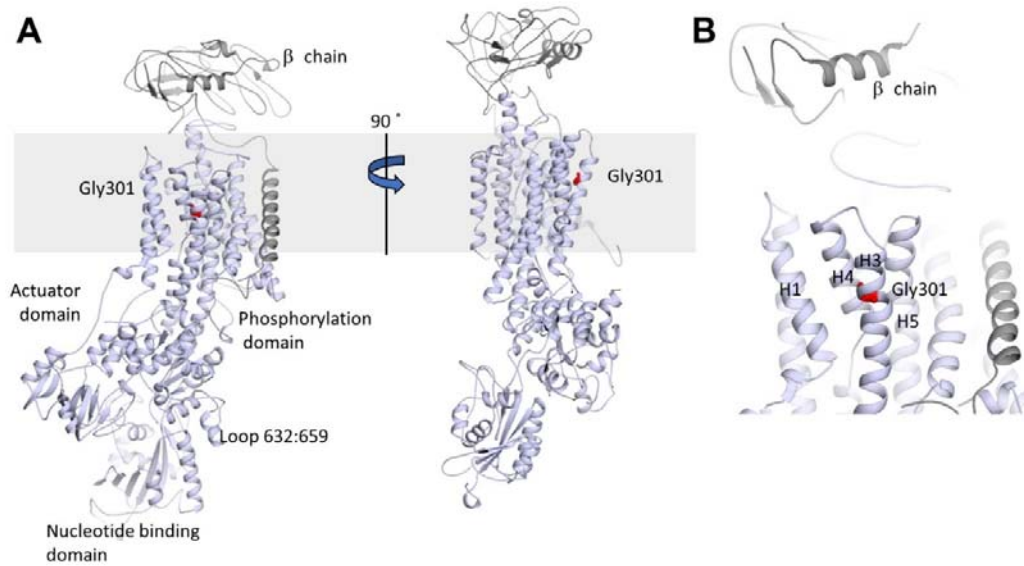 A
β chain
Gly301
Actuator
domain
Phosphorylation
domain
Loop 632:659
Nucleotide binding
domain
90 °
Gly301
B
β chain
H3
H4
H1
Gly301
H5